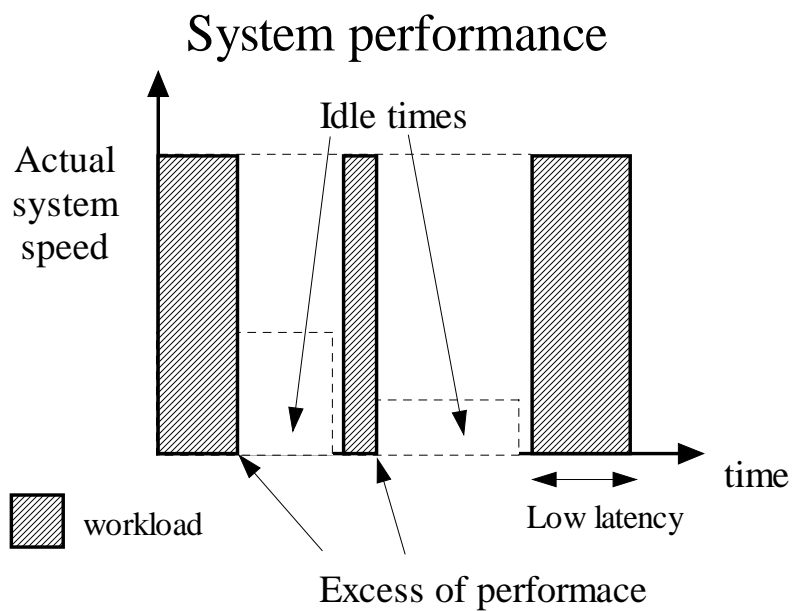 System performance
Idle times
Actual
system
speed
time
workload
Low latency
Excess of performace